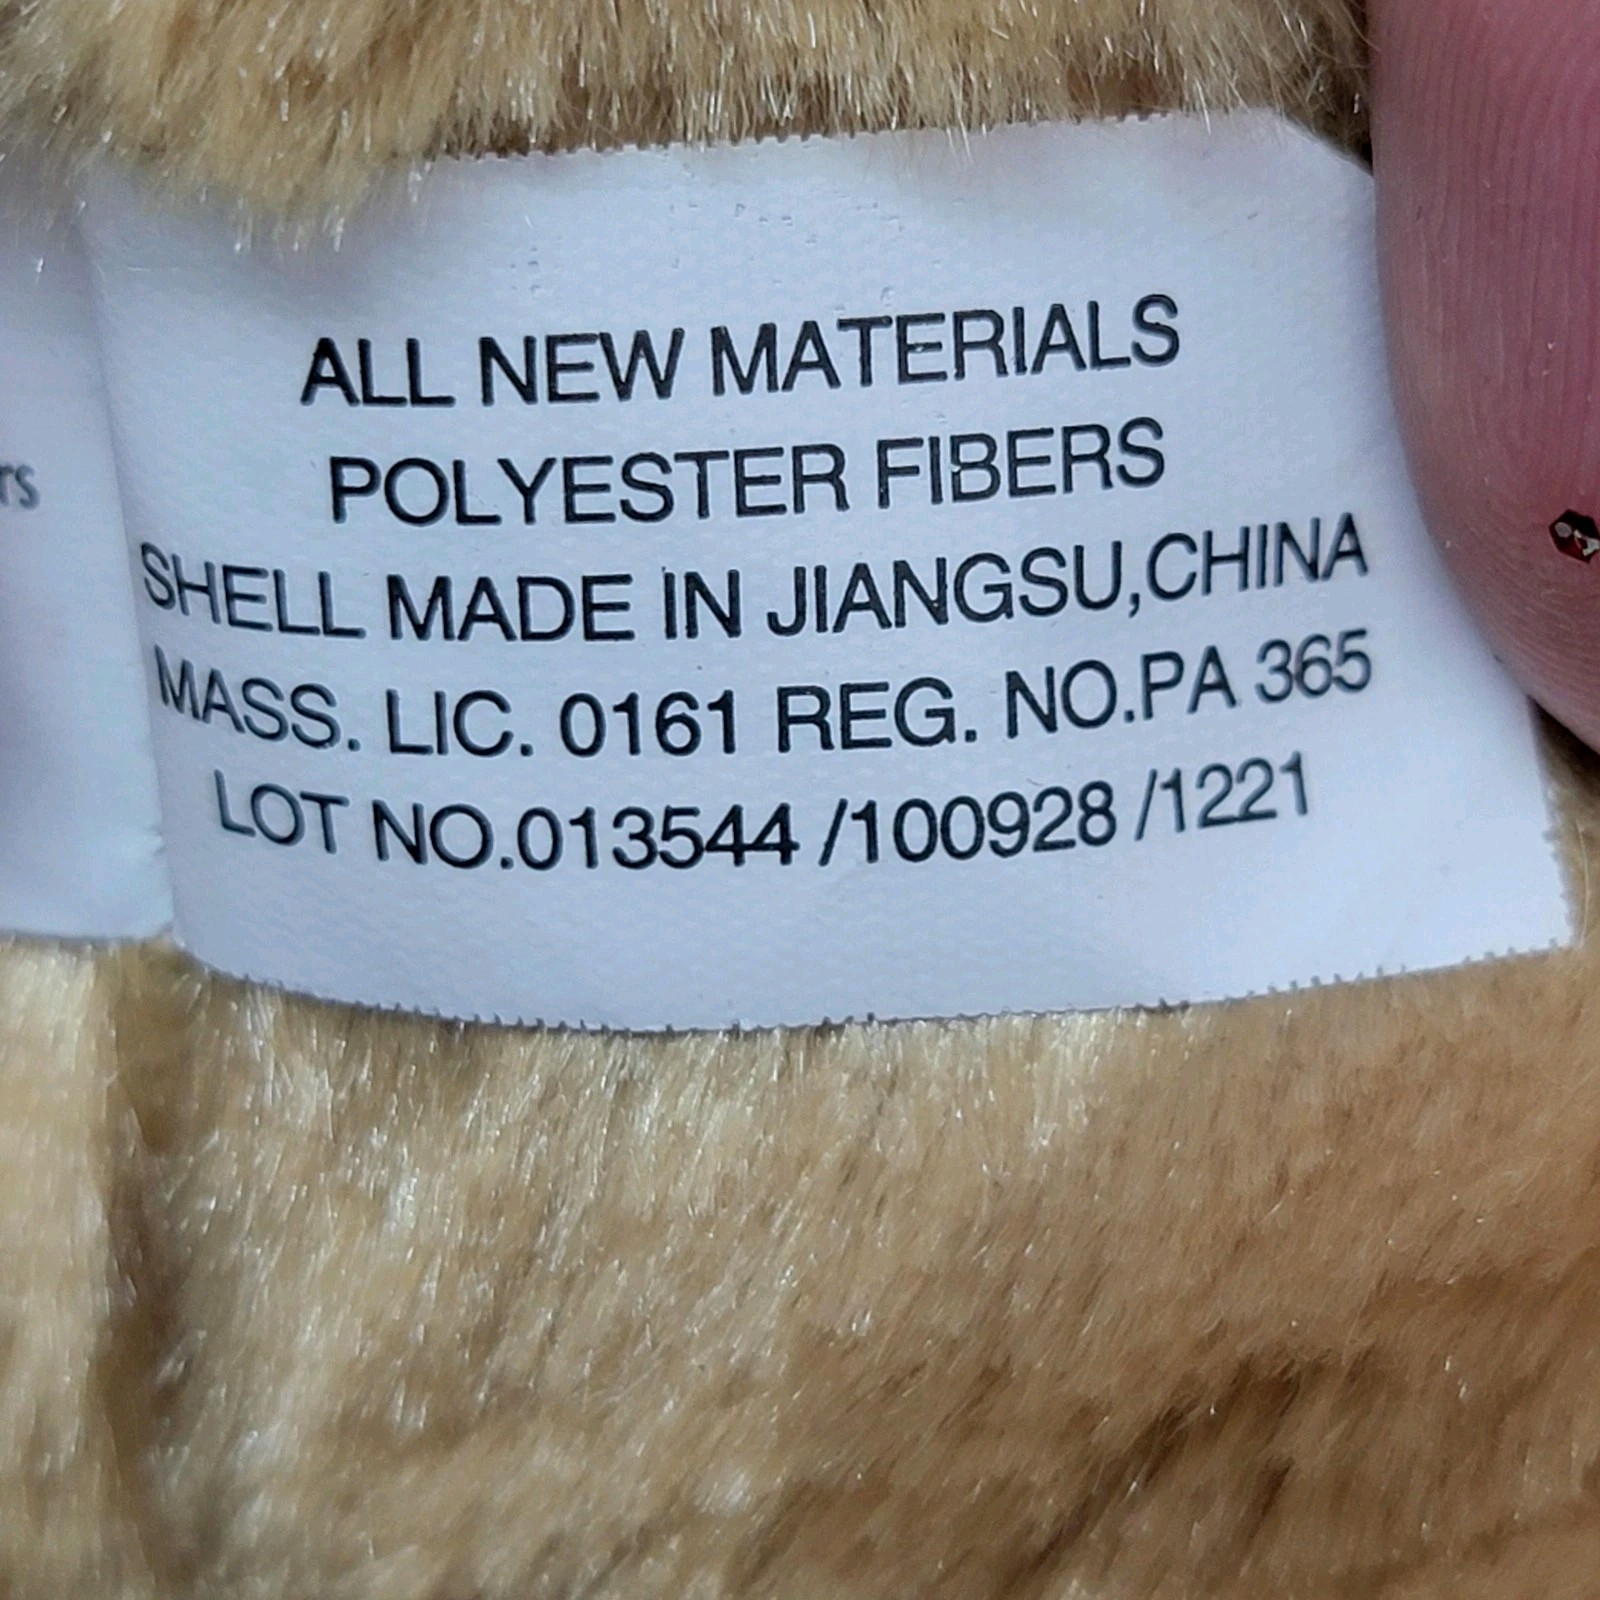 ALL NEW MATERIALS
POLYESTER FIBERS
SHELL MADE IN JIANGSU,CHINA
MASS. LIC. 0161 REG. NO.PA 365
LOT NO.013544 /100928 /1221